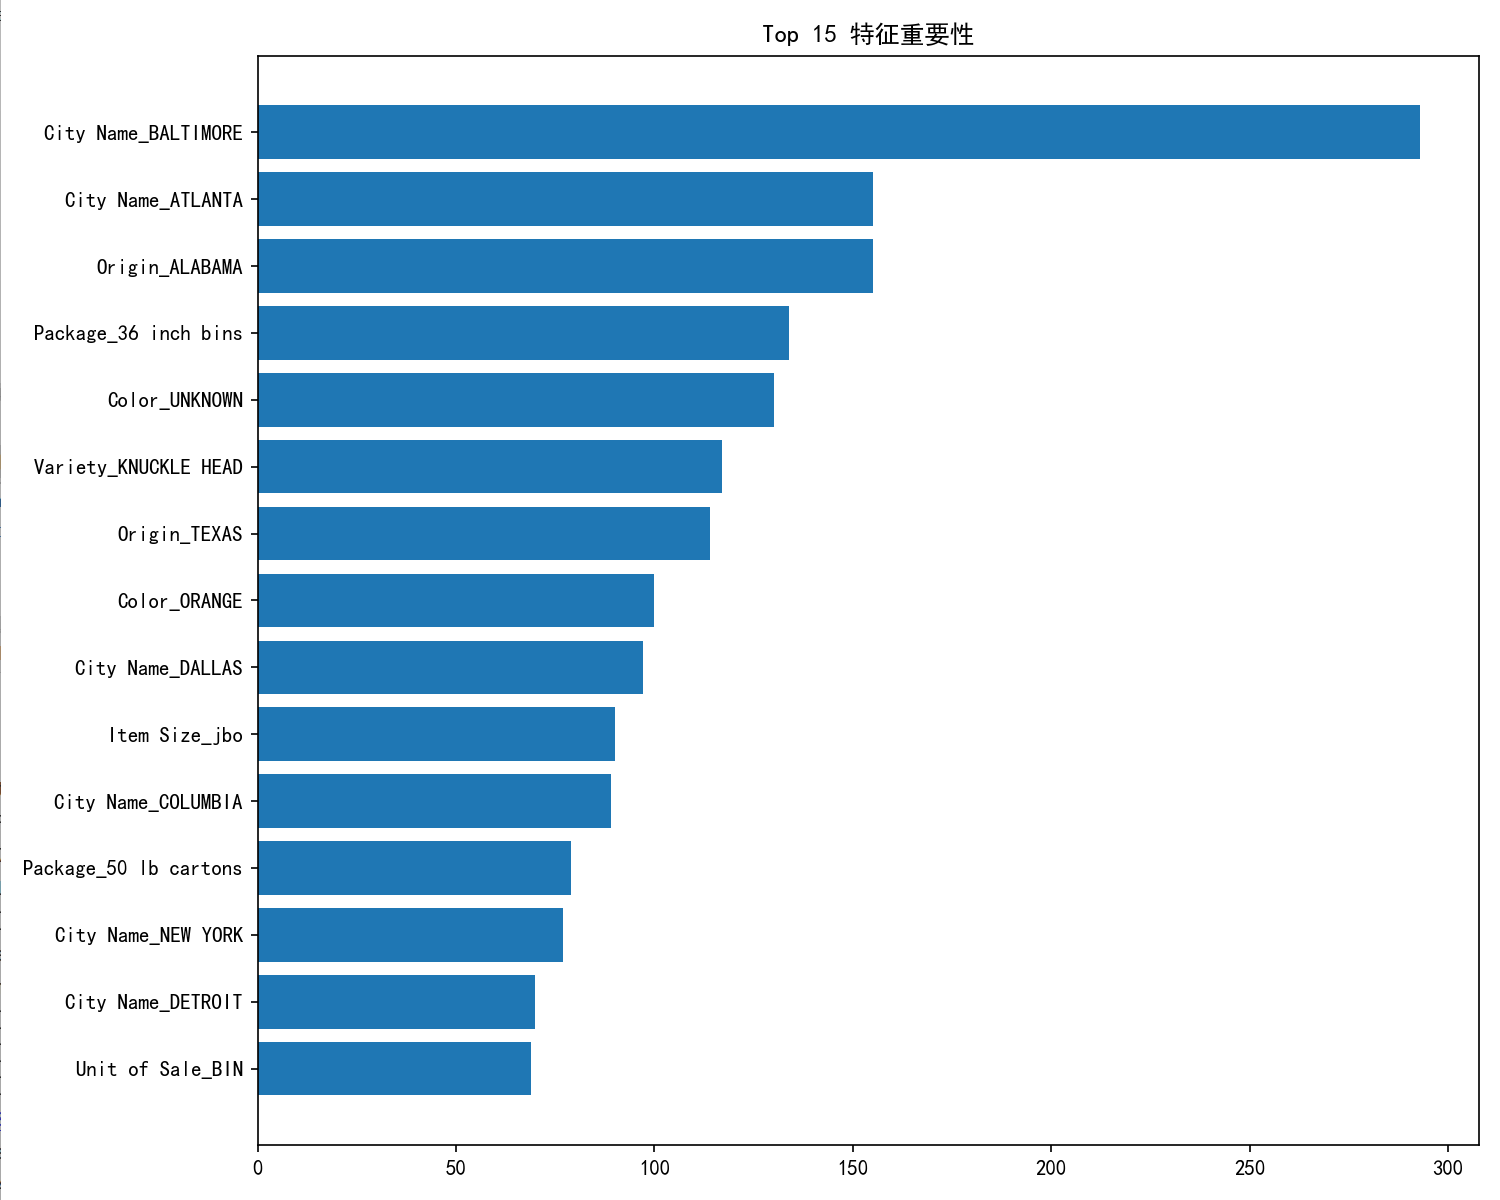 Top 15 特征重要性
City Name_BALTIMORE
City Name_ATLANTA
Origin_ALABAMA
Package_36 inch bins
Color_UNKNOWN
Variety_KNUCKLE HEAD
Origin_TEXAS
Color_ORANGE
City Name_DALLAS
Item Size_jbo
City Name_COLUMBIA
Package_50 lb cartons
City Name_NEW YORK
City Name_DETROIT
Unit of Sale_BIN
0 50 100 150 200 250 300